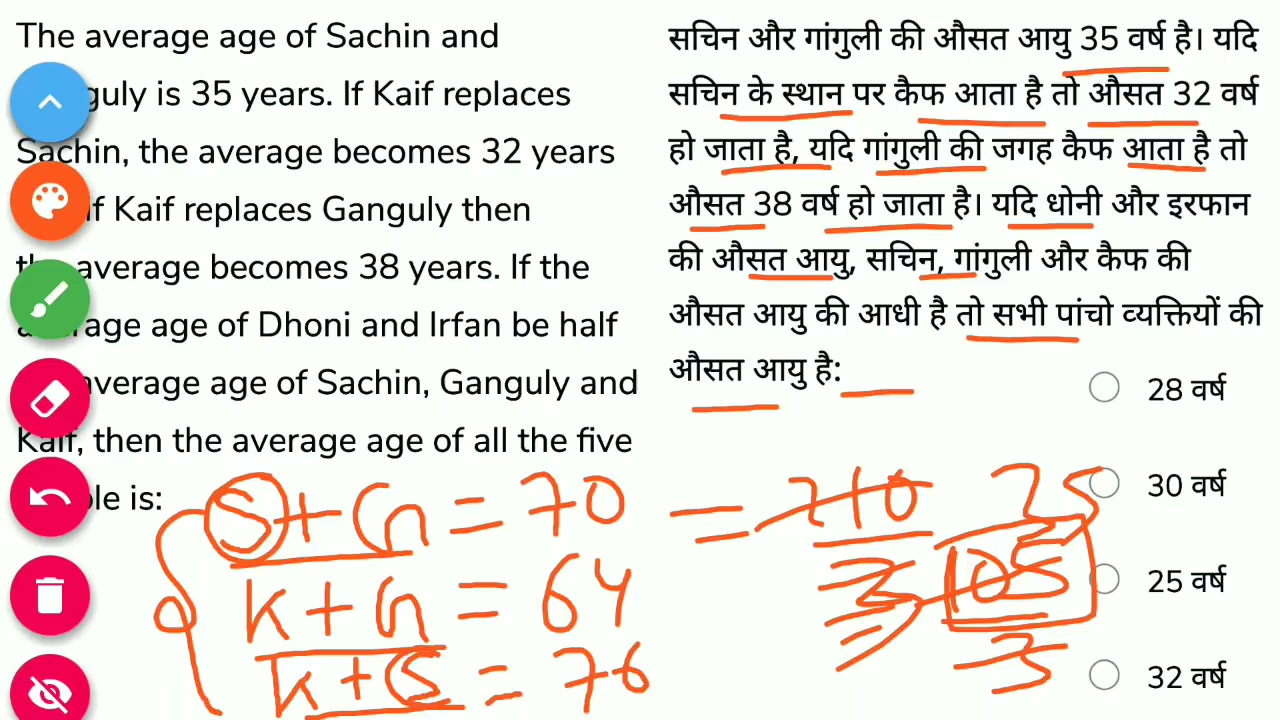 The average age of Sachin and
guly is 35 years. If Kaif replaces
Sachin, the average becomes 32 years
if Kaif replaces Ganguly then
the average becomes 38 years. If the
average age of Dhoni and Irfan be half
average age of Sachin, Ganguly and
Kaif, then the average age of all the five
ple is:
सचिन और गांगुली की औसत आयु 35 वर्ष है। यदि
सचिन के स्थान पर कैफ आता है तो औसत 32 वर्ष
हो जाता है, यदि गांगुली की जगह कैफ आता है तो
औसत 38 वर्ष हो जाता है। यदि धोनी और इरफान
की औसत आयु, सचिन, गांगुली और कैफ की
औसत आयु की आधी है तो सभी पांचो व्यक्तियों की
औसत आयु है:
28 वर्ष
30 वर्ष
25 वर्ष
32 वर्ष
S+G=70 = 210 35
K+G = 64 2 105
K+S = 76 3